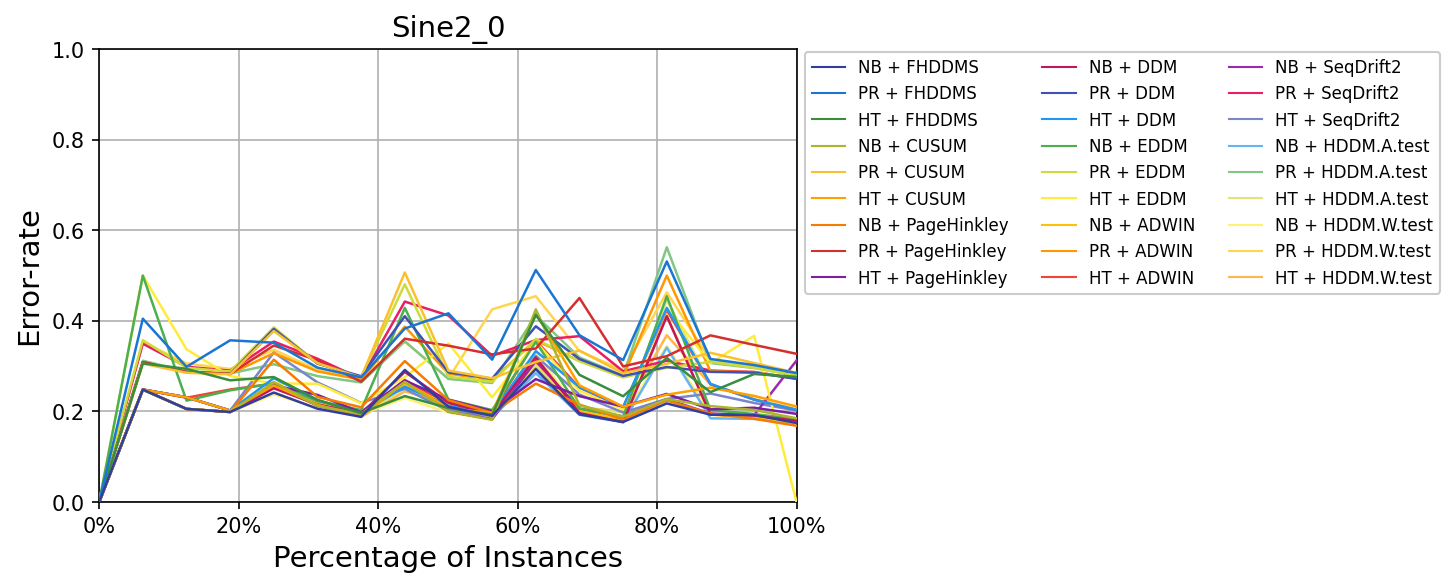 Sine2_0
Error-rate
1.0
0.8
0.6
0.4
0.2
0.0
0% 20% 40% 60% 80% 100%
Percentage of Instances
NB + FHDDMS
PR + FHDDMS
HT + FHDDMS
NB + CUSUM
PR + CUSUM
HT + CUSUM
NB + PageHinkley
PR + PageHinkley
HT + PageHinkley
NB + DDM
PR + DDM
HT + DDM
NB + EDDM
PR + EDDM
HT + EDDM
NB + ADWIN
PR + ADWIN
HT + ADWIN
NB + SeqDrift2
PR + SeqDrift2
HT + SeqDrift2
NB + HDDM.A.test
PR + HDDM.A.test
HT + HDDM.A.test
NB + HDDM.W.test
PR + HDDM.W.test
HT + HDDM.W.test